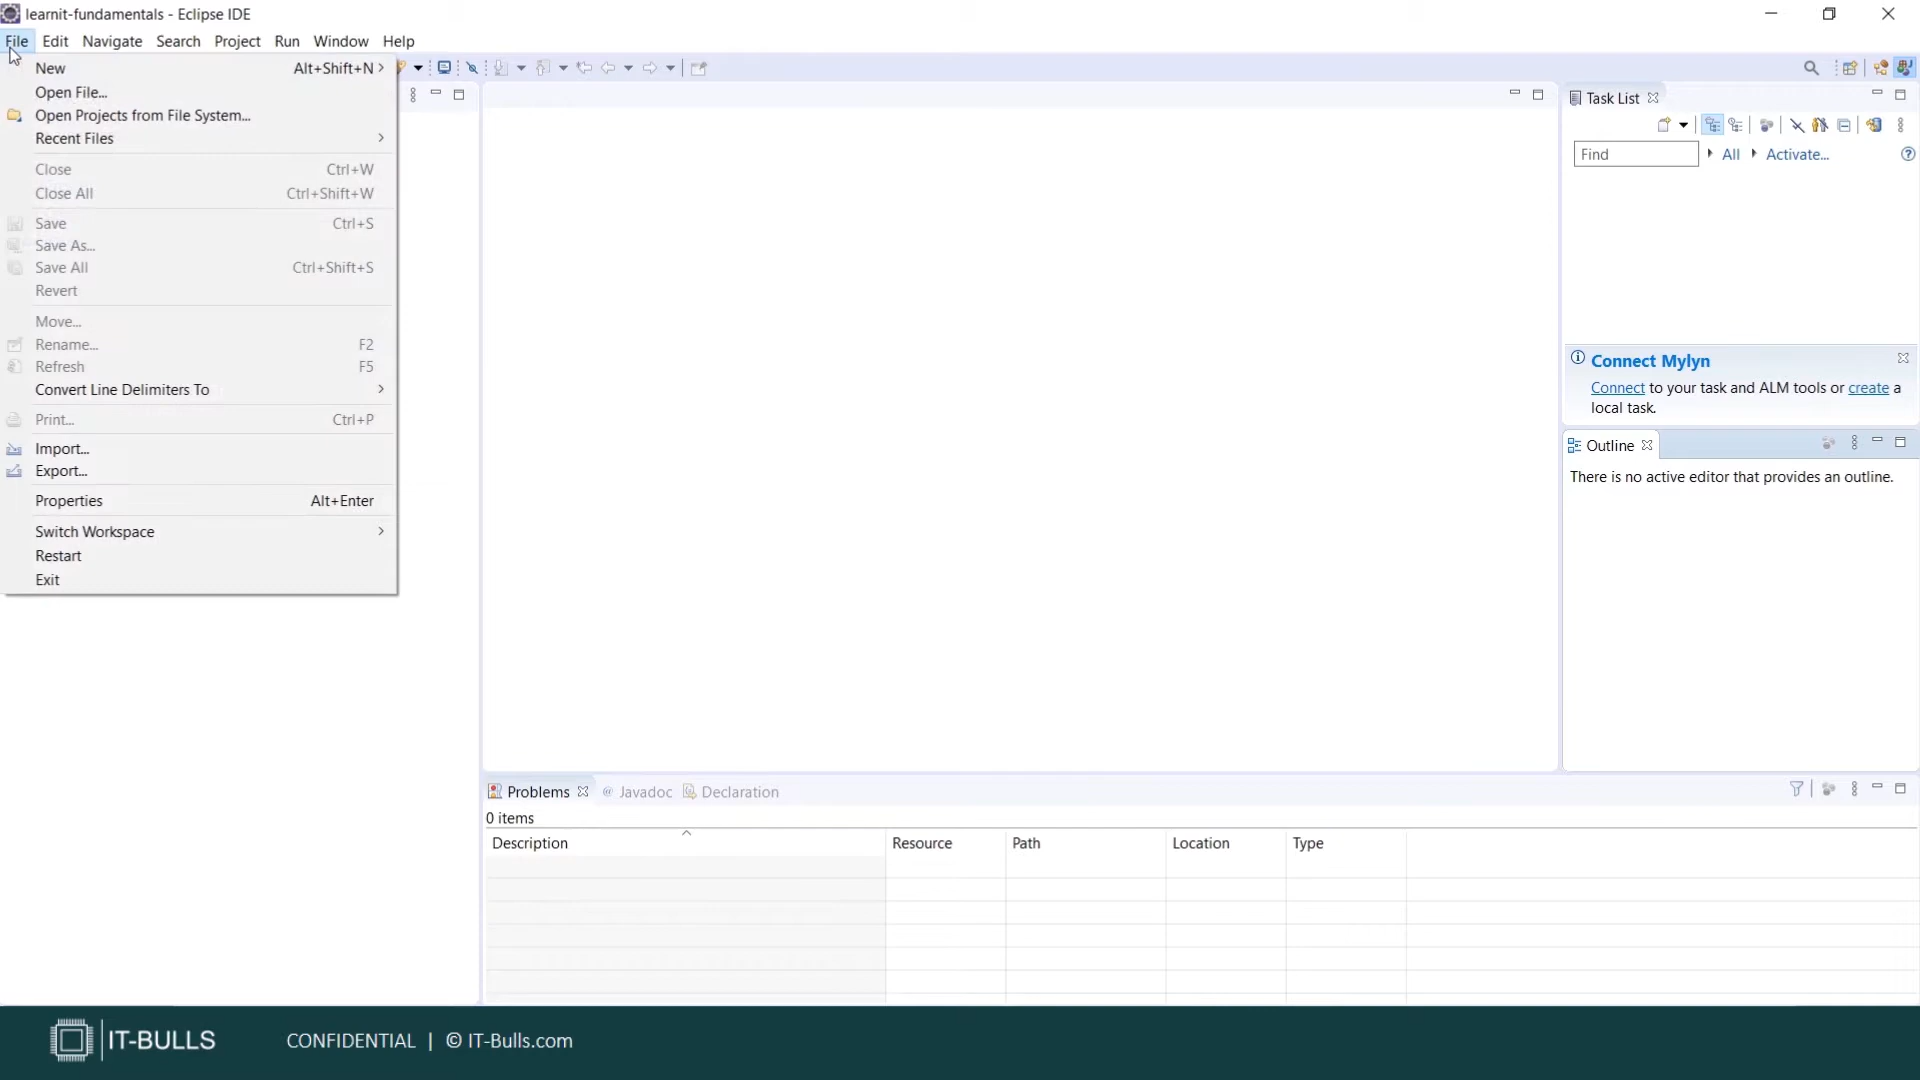 learnit-fundamentals - Eclipse IDE
File Edit Navigate Search Project Run Window Help
New Alt+Shift+N
Open File...
Open Projects from File System...
Recent Files
Close Ctrl+W
Close All Ctrl+Shift+W
Save Ctrl+S
Save As...
Save All Ctrl+Shift+S
Revert
Move...
Rename... F2
Refresh F5
Convert Line Delimiters To
Print... Ctrl+P
Import...
Export...
Properties Alt+Enter
Switch Workspace
Restart
Exit
Task List
Find All Activate...
Connect Mylyn
Connect to your task and ALM tools or create a
local task.
Outline
There is no active editor that provides an outline.
Problems @ Javadoc Declaration
0 items
Description Resource Path Location Type
IT-BULLS CONFIDENTIAL | © IT-Bulls.com